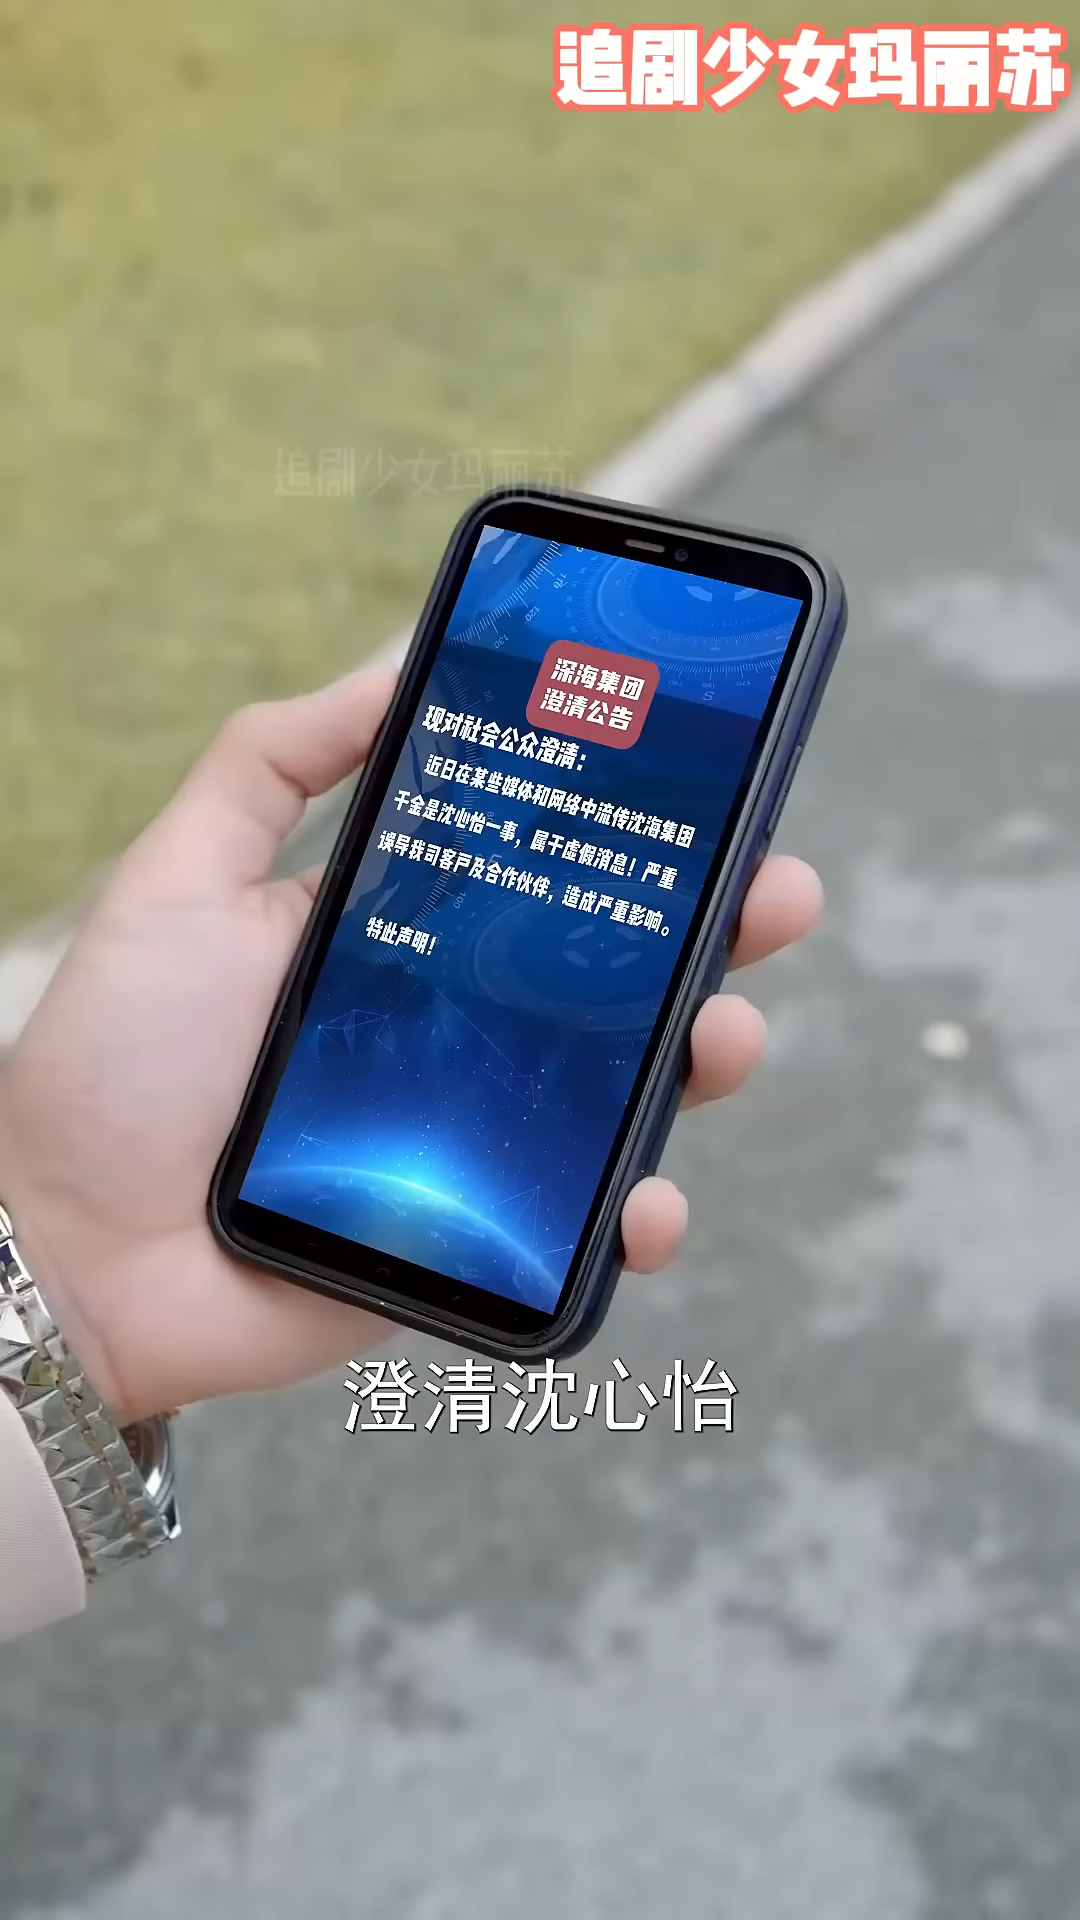 追剧少女玛丽苏
追剧少女玛丽苏
深海集团
澄清公告
现对社会公众澄清：
近日在某些媒体和网络中流传沈海集团
千金是沈心怡一事，属于虚假消息！严重
误导我司客户及合作伙伴，造成严重影响。
特此声明！
澄清沈心怡